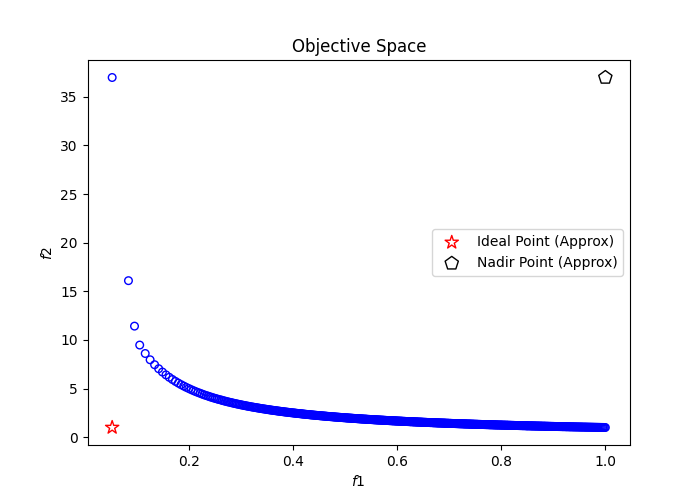 Objective Space
35
30
25
20
15
10
5
0
f2
Ideal Point (Approx)
Nadir Point (Approx)
0.2 0.4 0.6 0.8 1.0
f1